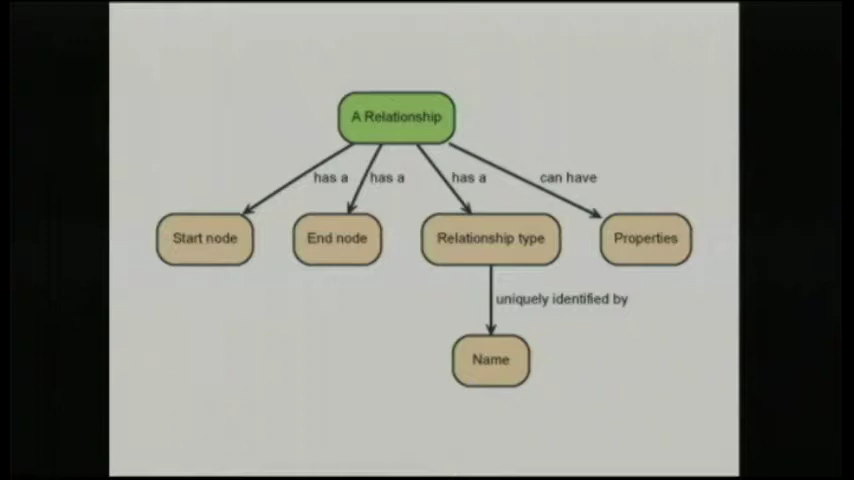 A Relationship
has a
has a
has a
can have
Start node
End node
Relationship type
Properties
uniquely identified by
Name